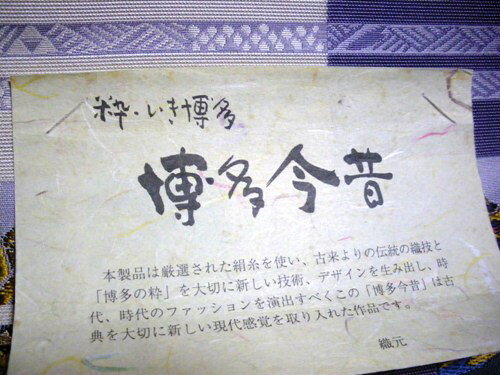 粋・いき博多
博多今昔
本製品は厳選された絹糸を使い、古来よりの伝統の織技と
「博多の粋」を大切に新しい技術、デザインを生み出し、時
代、時代のファッションを演出すべくこの「博多今昔」は古
典を大切に新しい現代感覚を取り入れた作品です。
織元